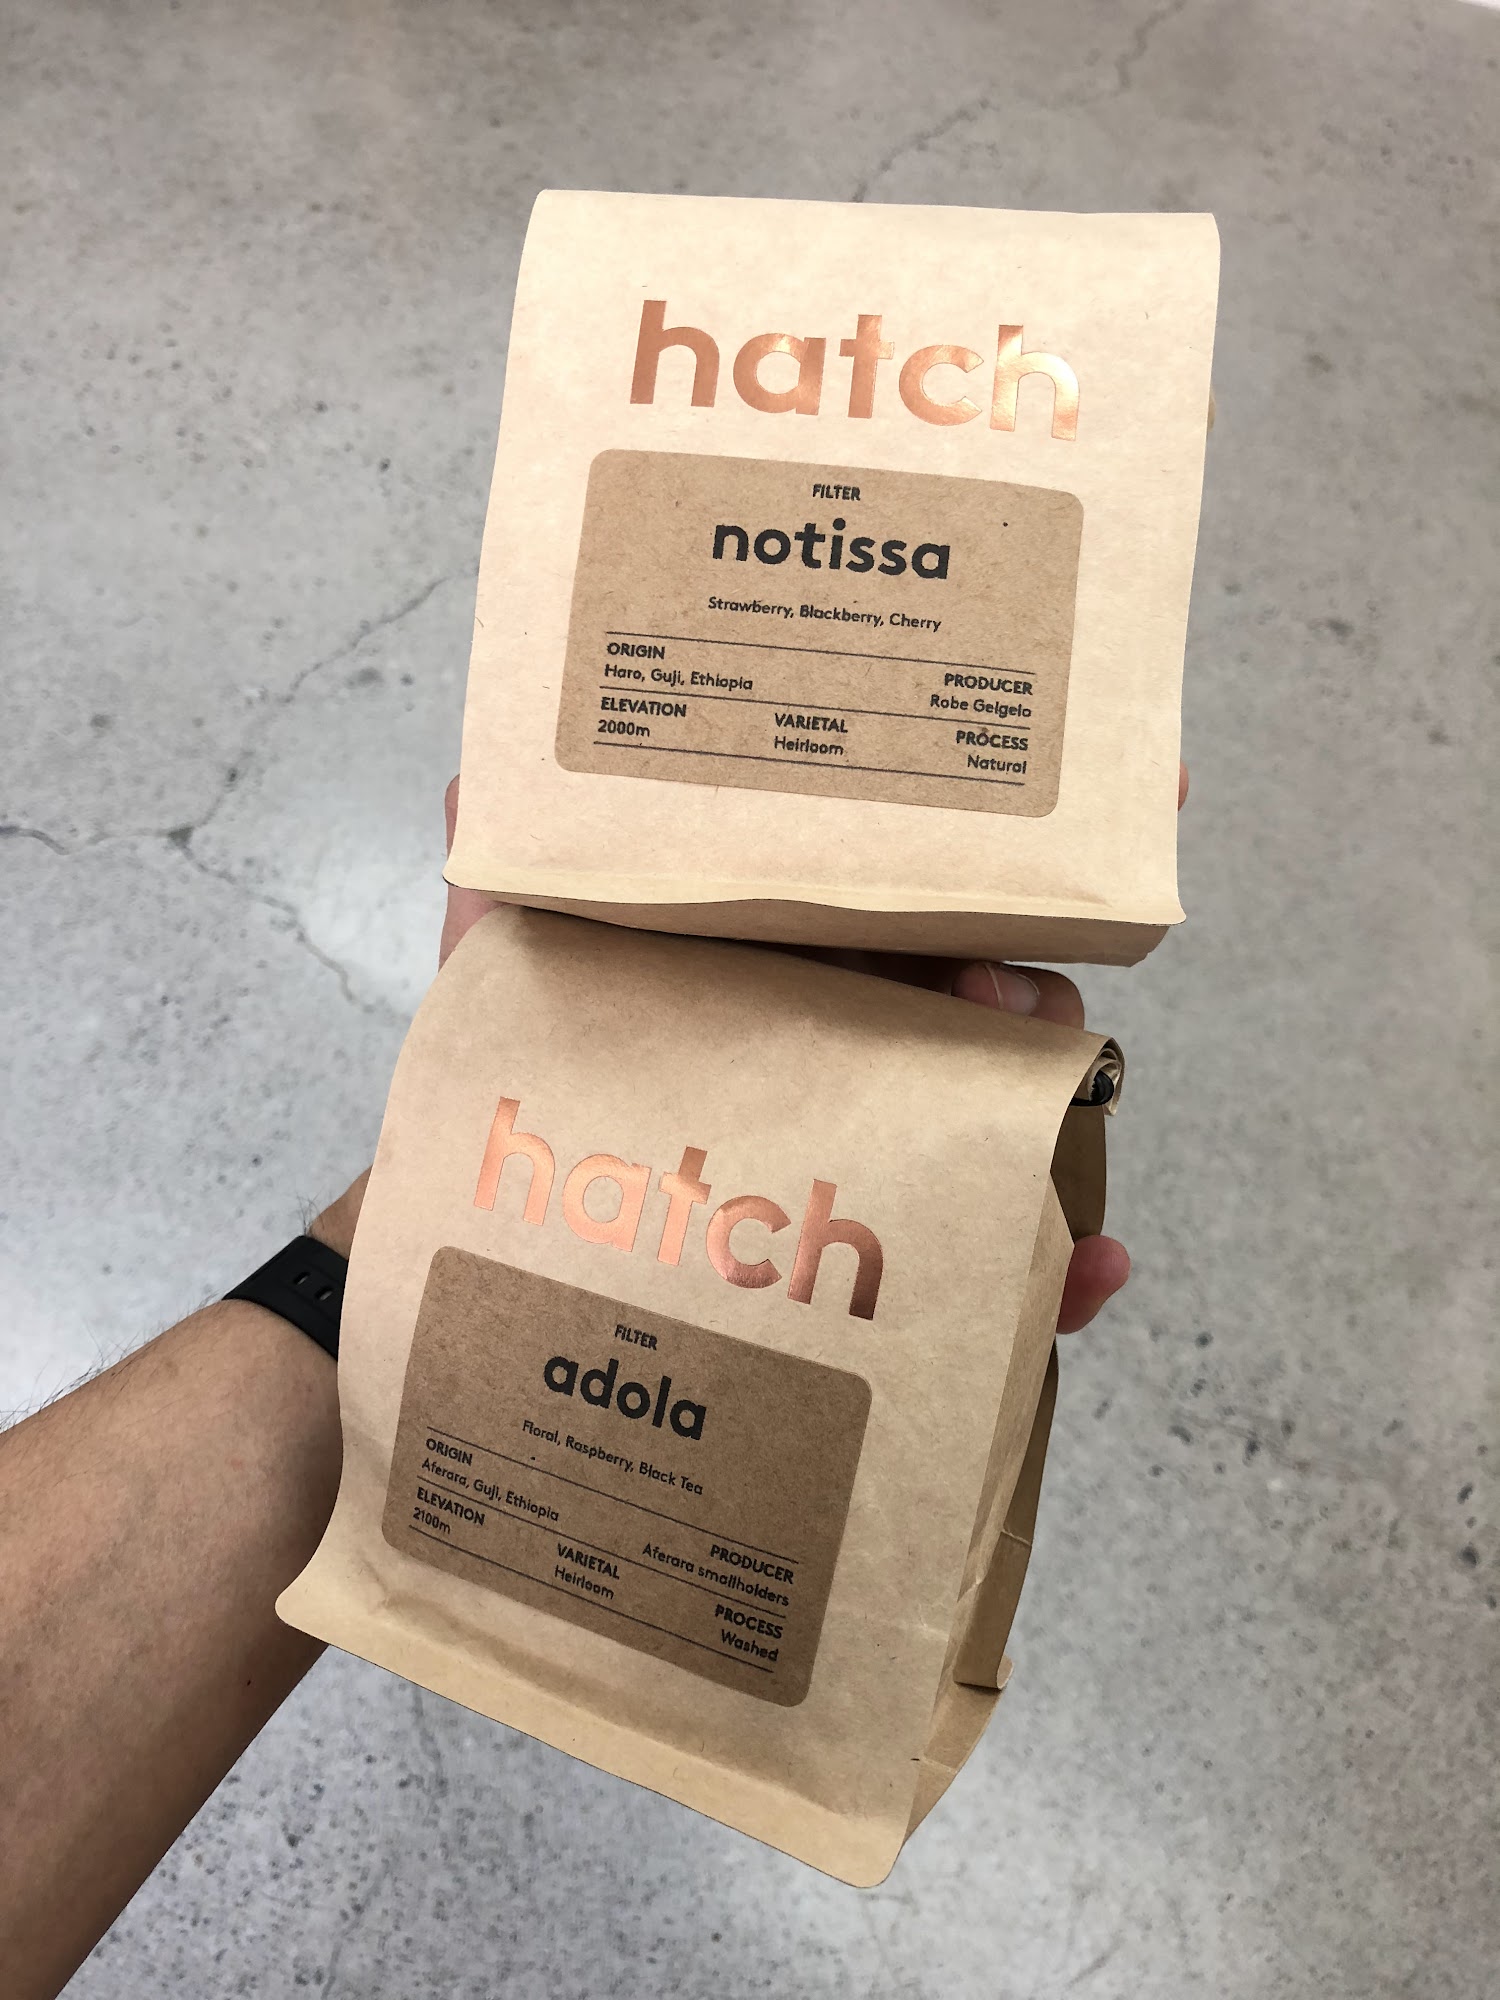 hatch
FILTER
notissa
Strawberry, Blackberry, Cherry
ORIGIN
Haro, Guji, Ethiopia
PRODUCER
Robe Gelgelo
ELEVATION
2000m
VARIETAL
Heirloom
PROCESS
Natural
hatch
FILTER
adola
Floral, Raspberry, Black Tea
ORIGIN
Aferara, Guji, Ethiopia
PRODUCER
Aferara smallholders
ELEVATION
2100m
VARIETAL
Heirloom
PROCESS
Washed